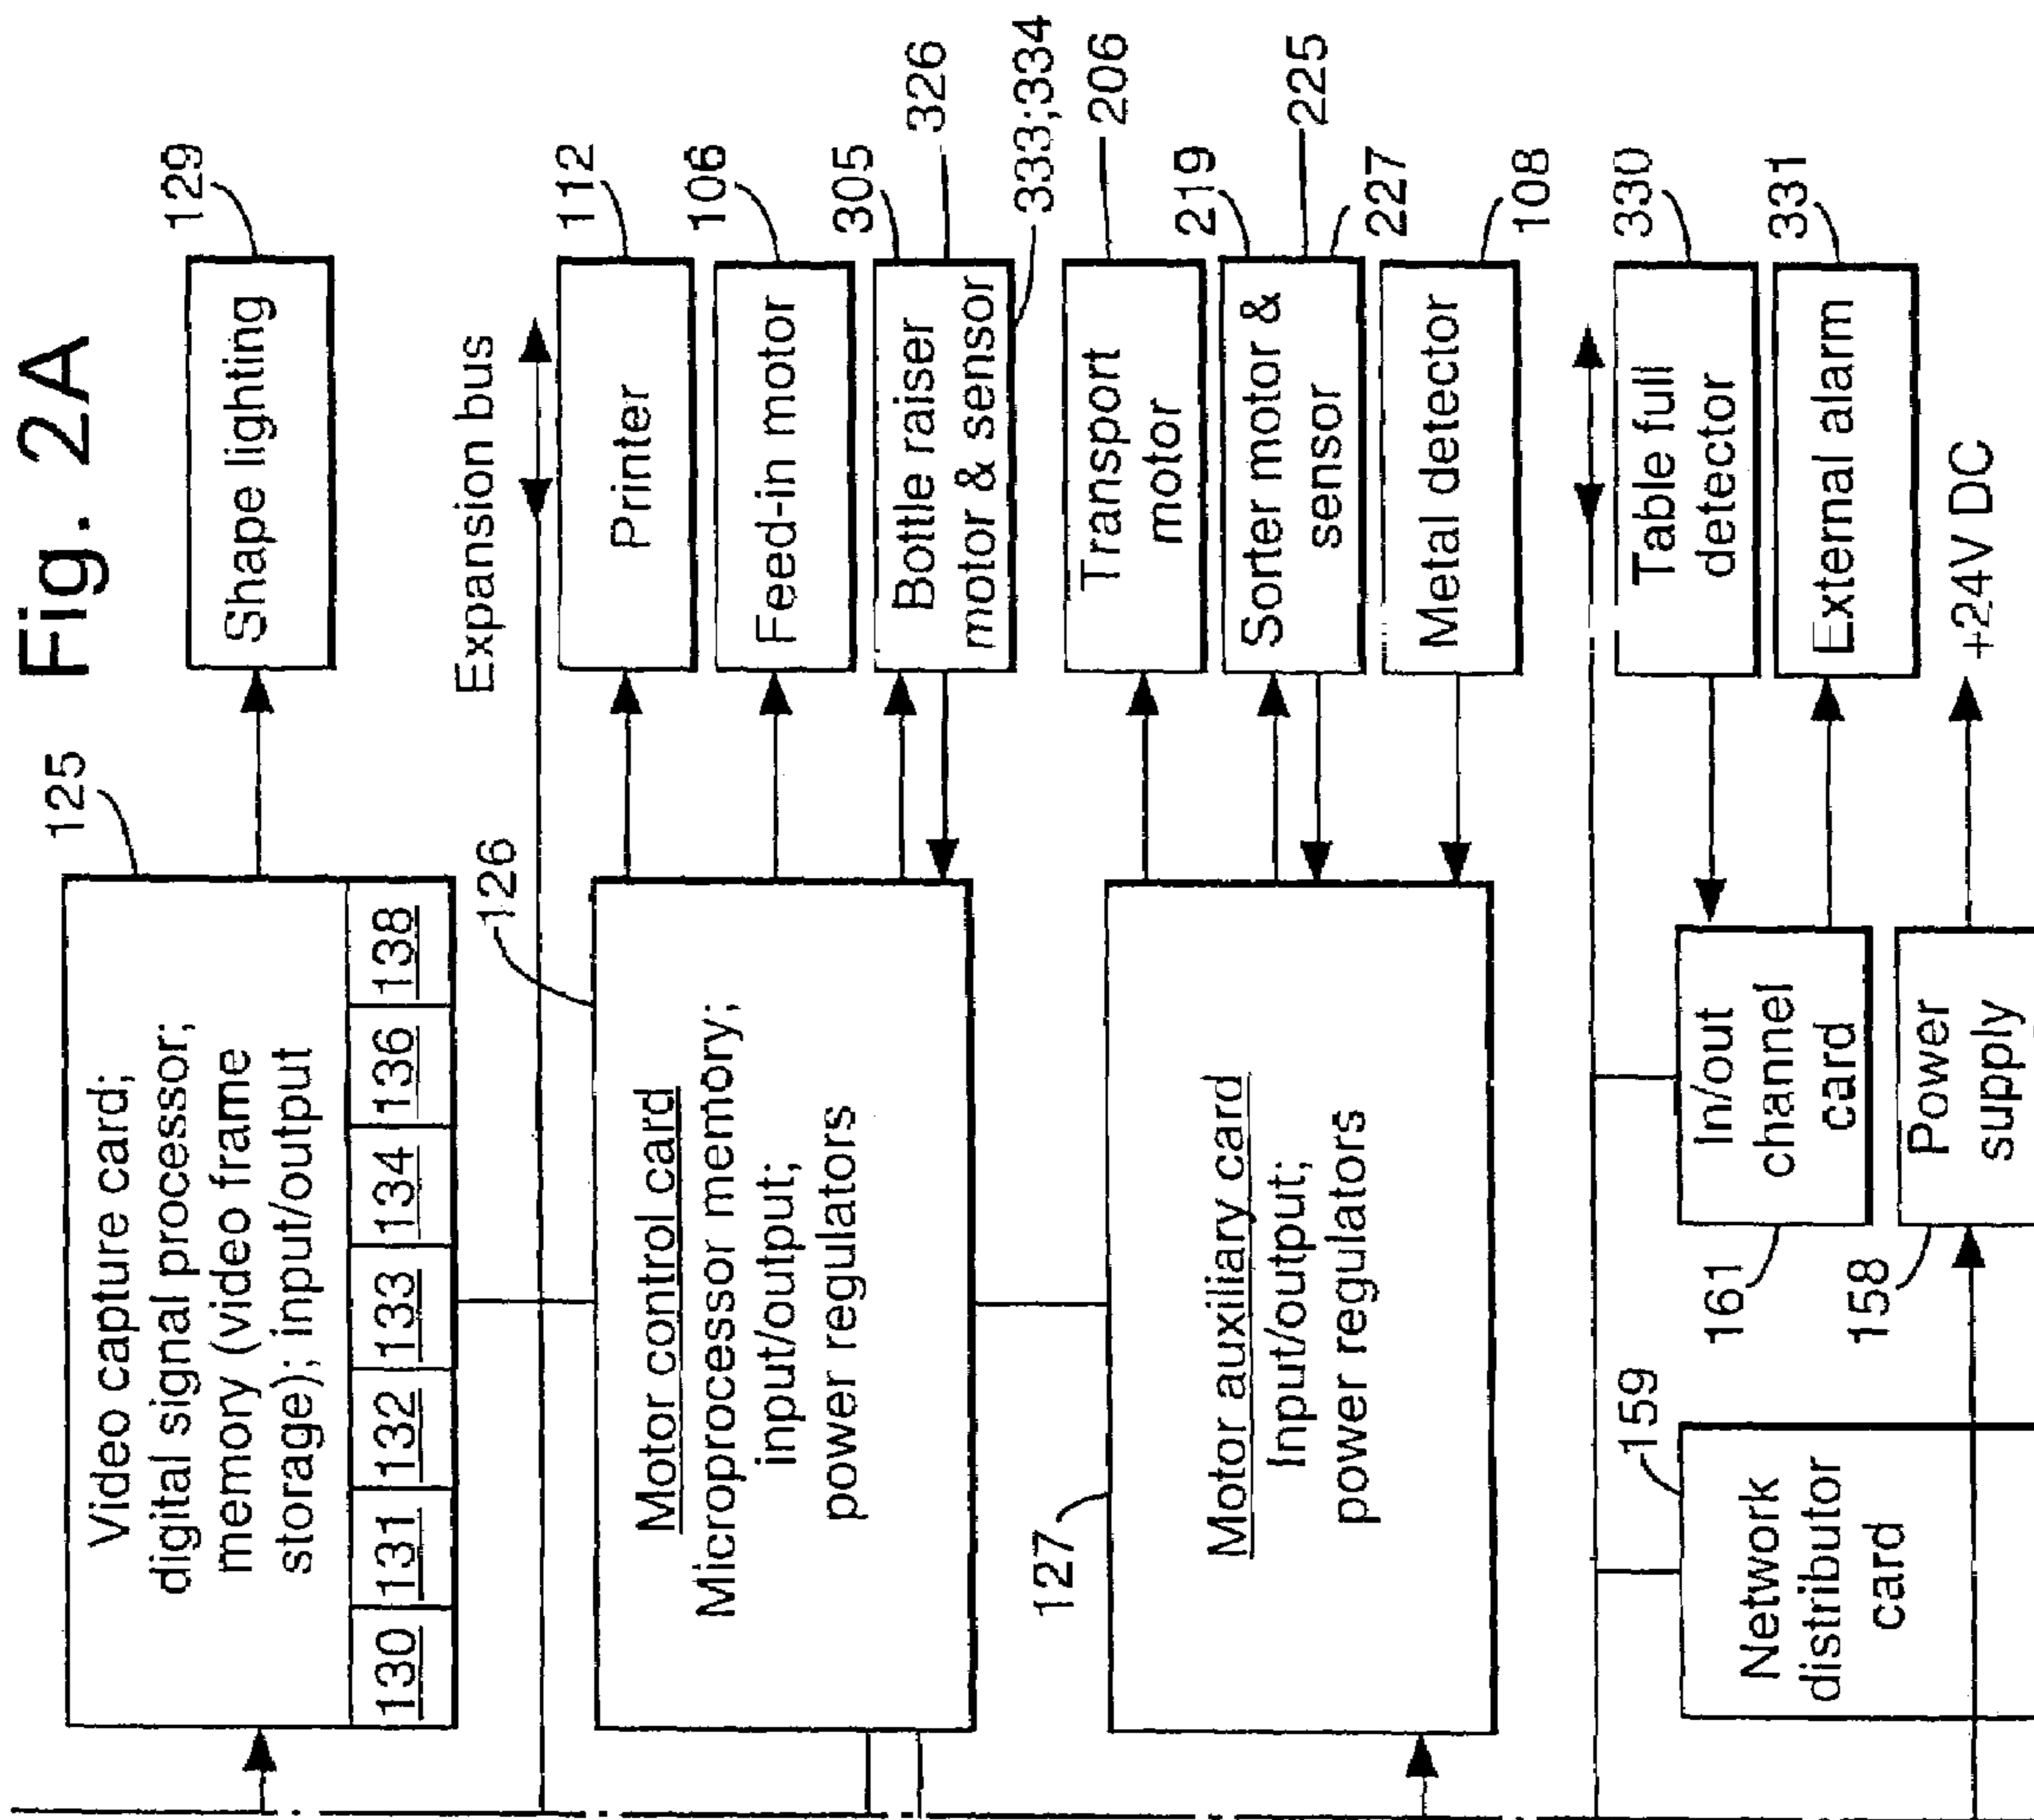 Fig. 2A
125
Video capture card;
digital signal processor;
memory (video frame
storage); input/output
130
131
132
133
134
136
138
Shape lighting
129
Expansion bus
126
Motor control card
Microprocessor memory;
input/output;
power regulators
Printer
112
Feed-in motor
106
Bottle raiser
motor & sensor
305
326
333;334
127
Motor auxiliary card
Input/output;
power regulators
Transport
motor
206
Sorter motor &
sensor
219
225
227
Metal detector
108
159
Network
distributor
card
161
In/out
channel
card
Table full
detector
330
External alarm
331
158
Power
supply
+24V DC